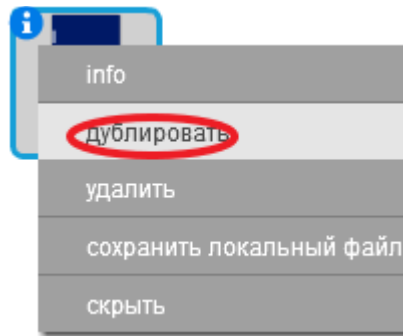 i
info
дублировать
удалить
сохранить локальный файл
скрыть